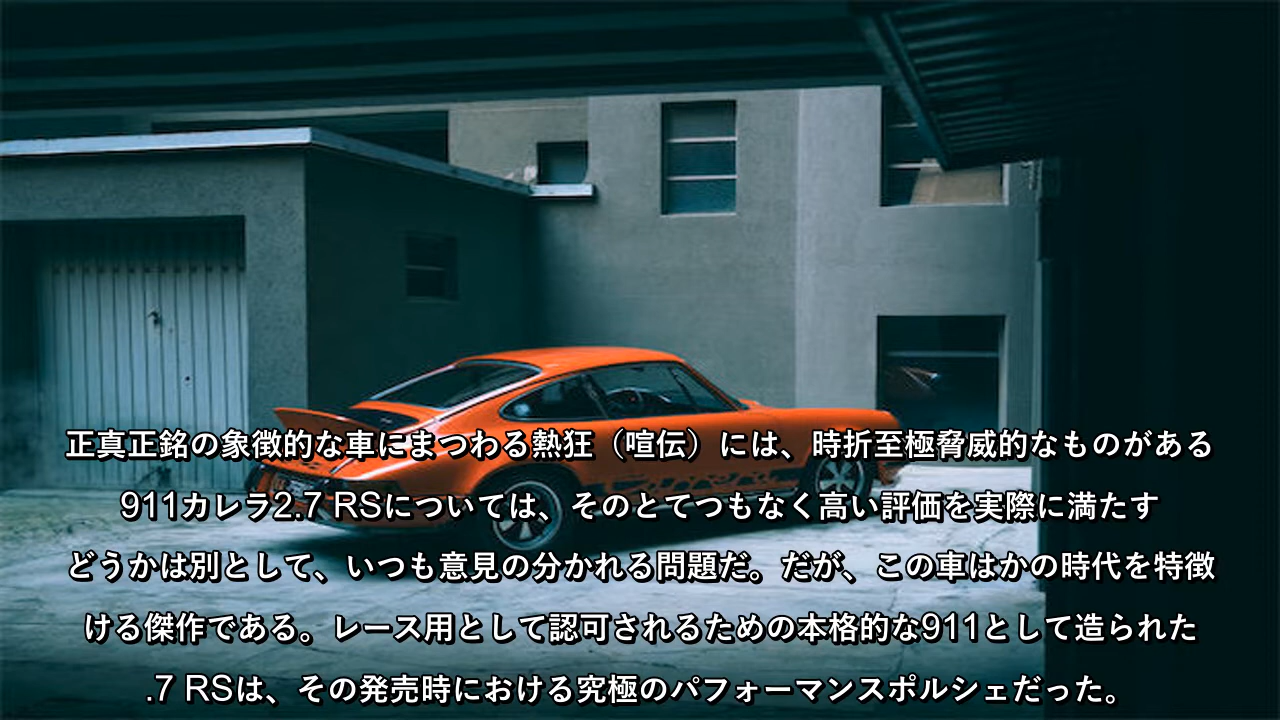 正真正銘の象徴的な車にまつわる熱狂（喧伝）には、時折至極脅威的なものがある
911カレラ2.7 RSについては、そのとてつもなく高い評価を実際に満たす
どうかは別として、いつも意見の分かれる問題だ。だが、この車はかの時代を特徴
ける傑作である。レース用として認可されるための本格的な911として造られた
.7 RSは、その発売時における究極のパフォーマンスポルシェだった。